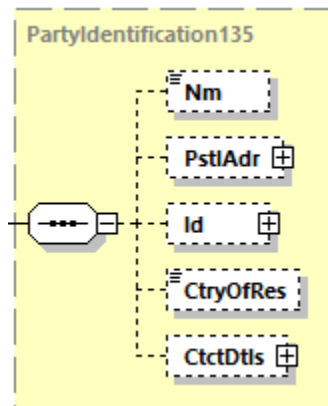 PartyIdentification135
Nm
PstlAdr
Id
CtryOfRes
CtctDtls